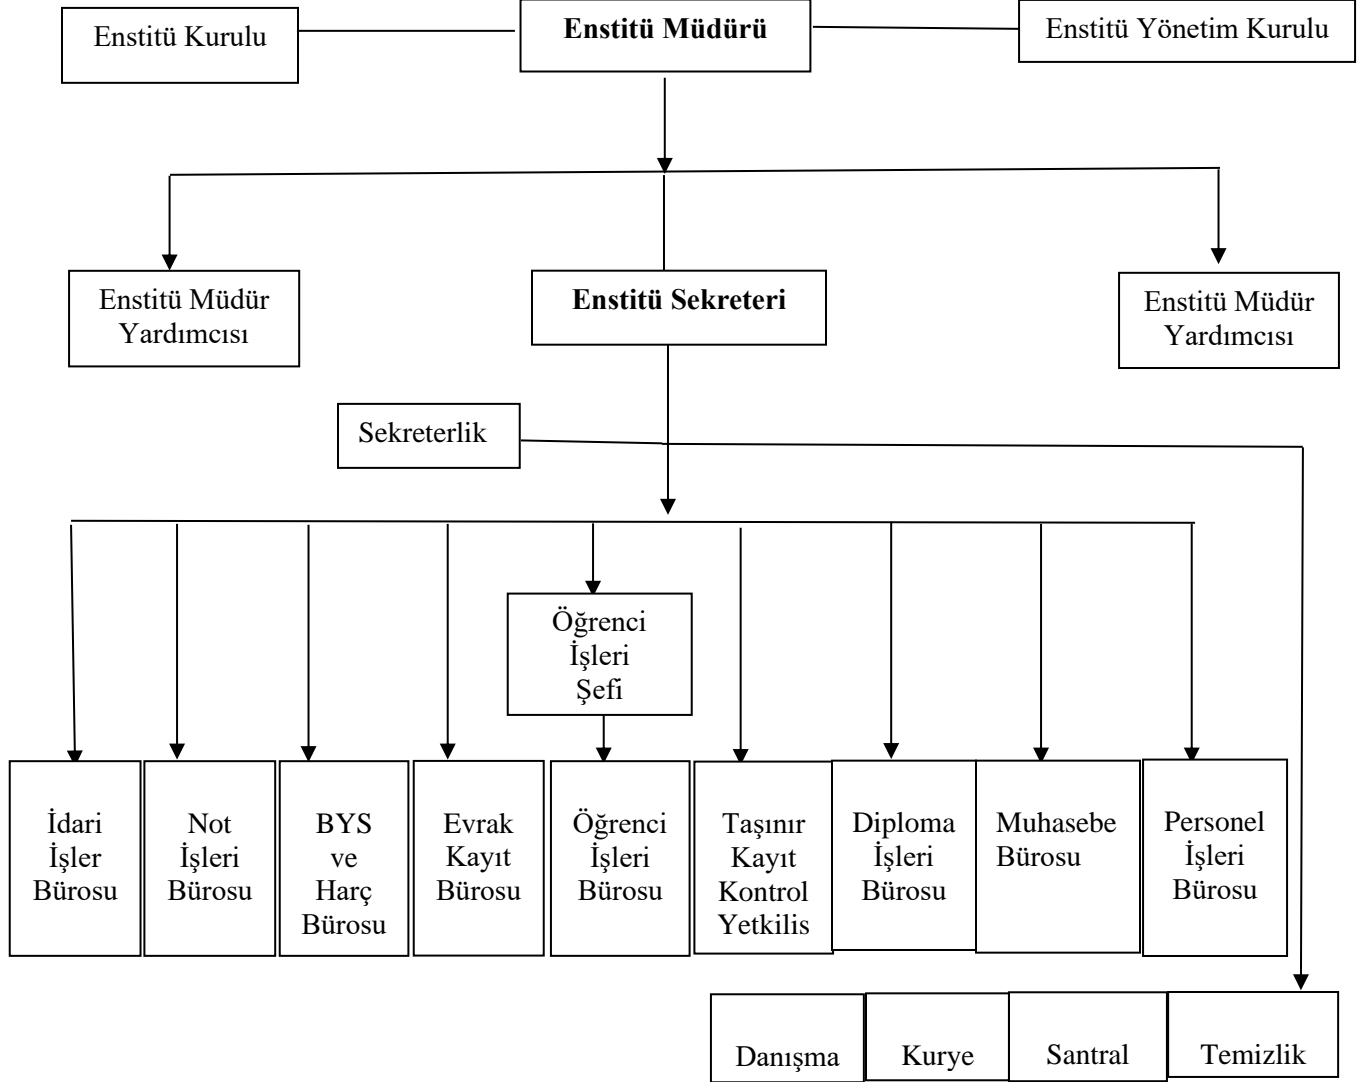 Enstitü Kurulu
Enstitü Müdürü
Enstitü Yönetim Kurulu
Enstitü Müdür
Yardımcısı
Enstitü Sekreteri
Enstitü Müdür
Yardımcısı
Sekreterlik
Öğrenci
İşleri
Şefi
İdari
İşler
Bürosu
Not
İşleri
Bürosu
BYS
ve
Harç
Bürosu
Evrak
Kayıt
Bürosu
Öğrenci
İşleri
Bürosu
Taşınır
Kayıt
Kontrol
Yetkilis
Diploma
İşleri
Bürosu
Muhasebe
Bürosu
Personel
İşleri
Bürosu
Danışma
Kurye
Santral
Temizlik